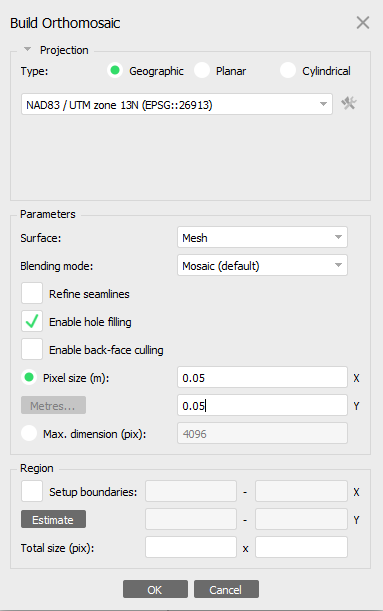 Build Orthomosaic
Projection
Type: Geographic Planar Cylindrical
NAD83 / UTM zone 13N (EPSG::26913)
Parameters
Surface: Mesh
Blending mode: Mosaic (default)
Refine seamlines
Enable hole filling
Enable back-face culling
Pixel size (m): 0.05 X
Metres... 0.05 Y
Max. dimension (pix): 4096
Region
Setup boundaries: - X
Estimate - Y
Total size (pix): x
OK Cancel